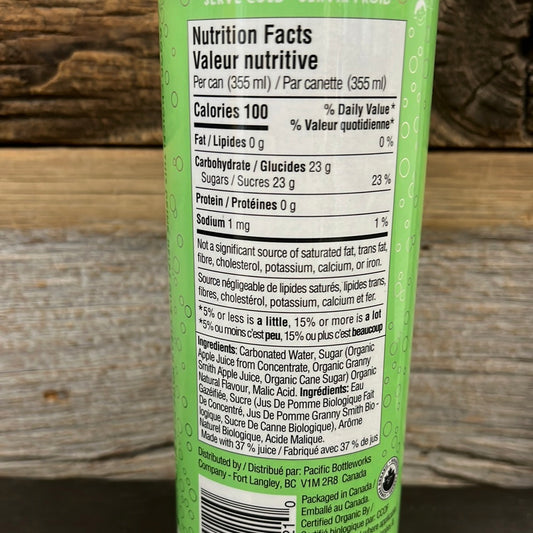 SERVE COLD - SERVIR FROID
Nutrition Facts
Valeur nutritive
Per can (355 ml) / Par canette (355 ml)
Calories 100
% Daily Value*
% Valeur quotidienne*
Fat / Lipides 0 g 0 %
Carbohydrate / Glucides 23 g
Sugars / Sucres 23 g 23 %
Protein / Protéines 0 g
Sodium 1 mg 1 %
Not a significant source of saturated fat, trans fat,
fibre, cholesterol, potassium, calcium, or iron.
Source négligeable de lipides saturés, lipides trans,
fibres, cholestérol, potassium, calcium et fer.
*5% or less is a little, 15% or more is a lot
*5% ou moins c'est peu, 15% ou plus c'est beaucoup
Ingredients: Carbonated Water, Sugar (Organic
Apple Juice from Concentrate, Organic Granny
Smith Apple Juice, Organic Cane Sugar) Organic
Natural Flavour, Malic Acid. Ingrédients: Eau
Gazéifiée, Sucre (Jus De Pomme Biologique Fait
De Concentré, Jus De Pomme Granny Smith Bio-
logique, Sucre De Canne Biologique), Arôme
Naturel Biologique, Acide Malique.
Made with 37 % juice / Fabriqué avec 37 % de jus
Distributed by / Distribué par: Pacific Bottleworks
Company - Fort Langley, BC V1M 2R8 Canada
Packaged in Canada /
Emballé au Canada.
Certified Organic By /
Certifié biologique par:
where applicable